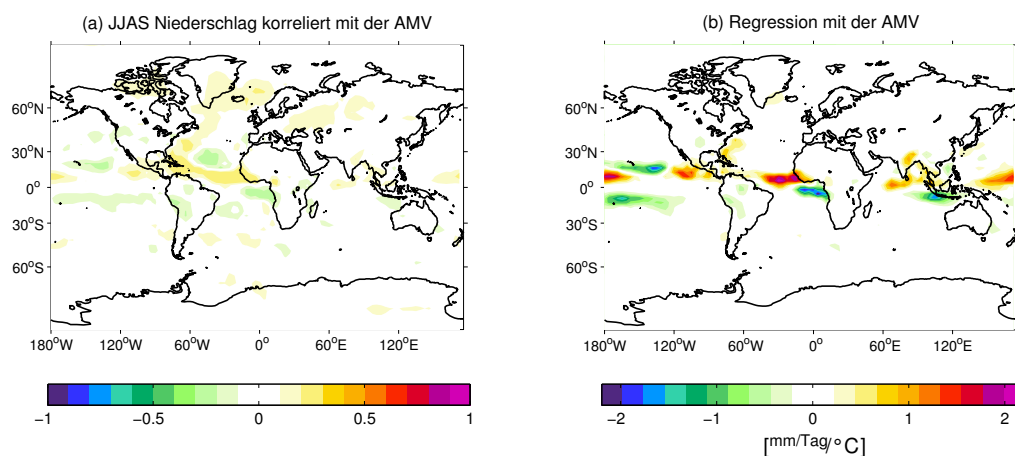 (a) JJAS Niederschlag korreliert mit der AMV
60°N
30°N
0°
30°S
60°S
180°W 120°W 60°W 0° 60°E 120°E
−1 −0.5 0 0.5 1
(b) Regression mit der AMV
60°N
30°N
0°
30°S
60°S
180°W 120°W 60°W 0° 60°E 120°E
−2 −1 0 1 2
[mm/Tag/°C]